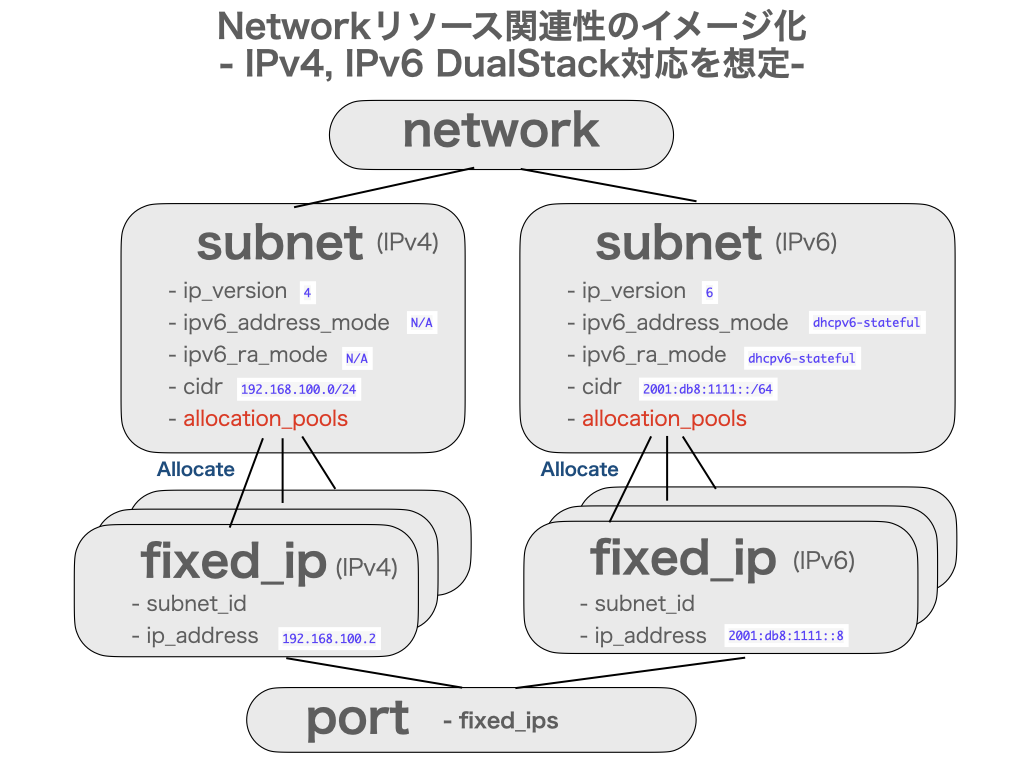 Networkリソース関連性のイメージ化
- IPv4, IPv6 DualStack対応を想定-
network
subnet (IPv4)
- ip_version 4
- ipv6_address_mode N/A
- ipv6_ra_mode N/A
- cidr 192.168.100.0/24
- allocation_pools
subnet (IPv6)
- ip_version 6
- ipv6_address_mode dhcpv6-stateful
- ipv6_ra_mode dhcpv6-stateful
- cidr 2001:db8:1111::/64
- allocation_pools
Allocate
Allocate
fixed_ip (IPv4)
- subnet_id
- ip_address 192.168.100.2
fixed_ip (IPv6)
- subnet_id
- ip_address 2001:db8:1111::8
port - fixed_ips